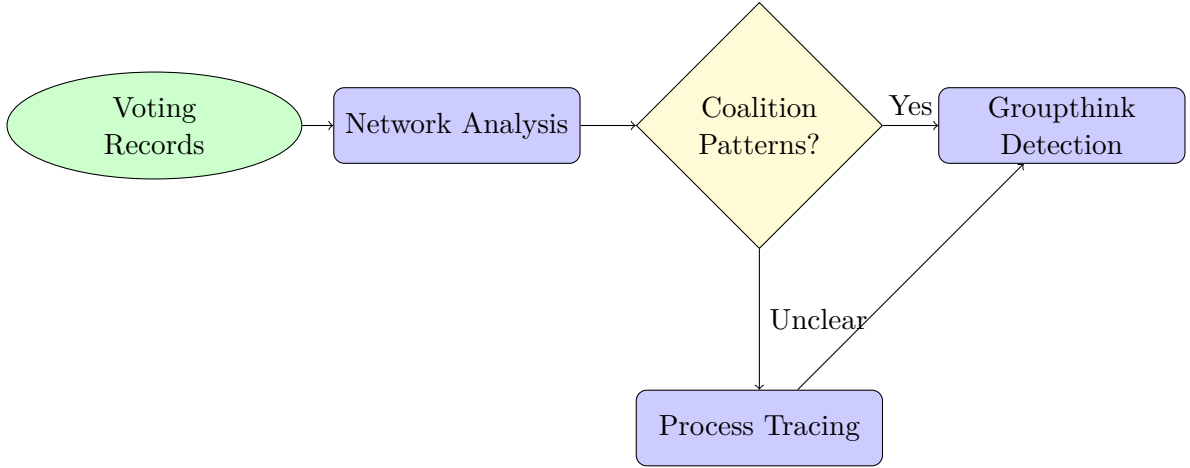 Voting
Records
Network Analysis
Coalition
Patterns?
Yes
Groupthink
Detection
Unclear
Process Tracing